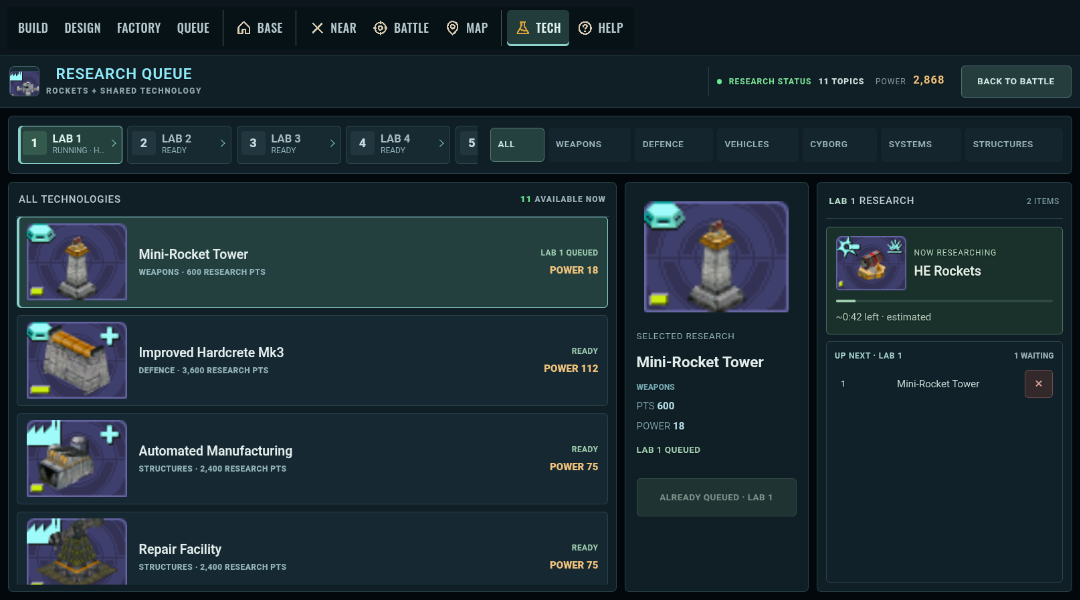 BUILD DESIGN FACTORY QUEUE BASE NEAR BATTLE MAP TECH HELP
RESEARCH QUEUE
ROCKETS + SHARED TECHNOLOGY
RESEARCH STATUS 11 TOPICS POWER 2,868 BACK TO BATTLE
1 LAB 1
RUNNING · H...
2 LAB 2
READY
3 LAB 3
READY
4 LAB 4
READY
5
ALL WEAPONS DEFENCE VEHICLES CYBORG SYSTEMS STRUCTURES
ALL TECHNOLOGIES 11 AVAILABLE NOW
Mini-Rocket Tower
WEAPONS · 600 RESEARCH PTS
LAB 1 QUEUED
POWER 18
Improved Hardcrete Mk3
DEFENCE · 3,600 RESEARCH PTS
READY
POWER 112
Automated Manufacturing
STRUCTURES · 2,400 RESEARCH PTS
READY
POWER 75
Repair Facility
STRUCTURES · 2,400 RESEARCH PTS
READY
POWER 75
SELECTED RESEARCH
Mini-Rocket Tower
WEAPONS
PTS 600
POWER 18
LAB 1 QUEUED
ALREADY QUEUED · LAB 1
LAB 1 RESEARCH 2 ITEMS
NOW RESEARCHING
HE Rockets
~0:42 left · estimated
UP NEXT · LAB 1 1 WAITING
1 Mini-Rocket Tower ×